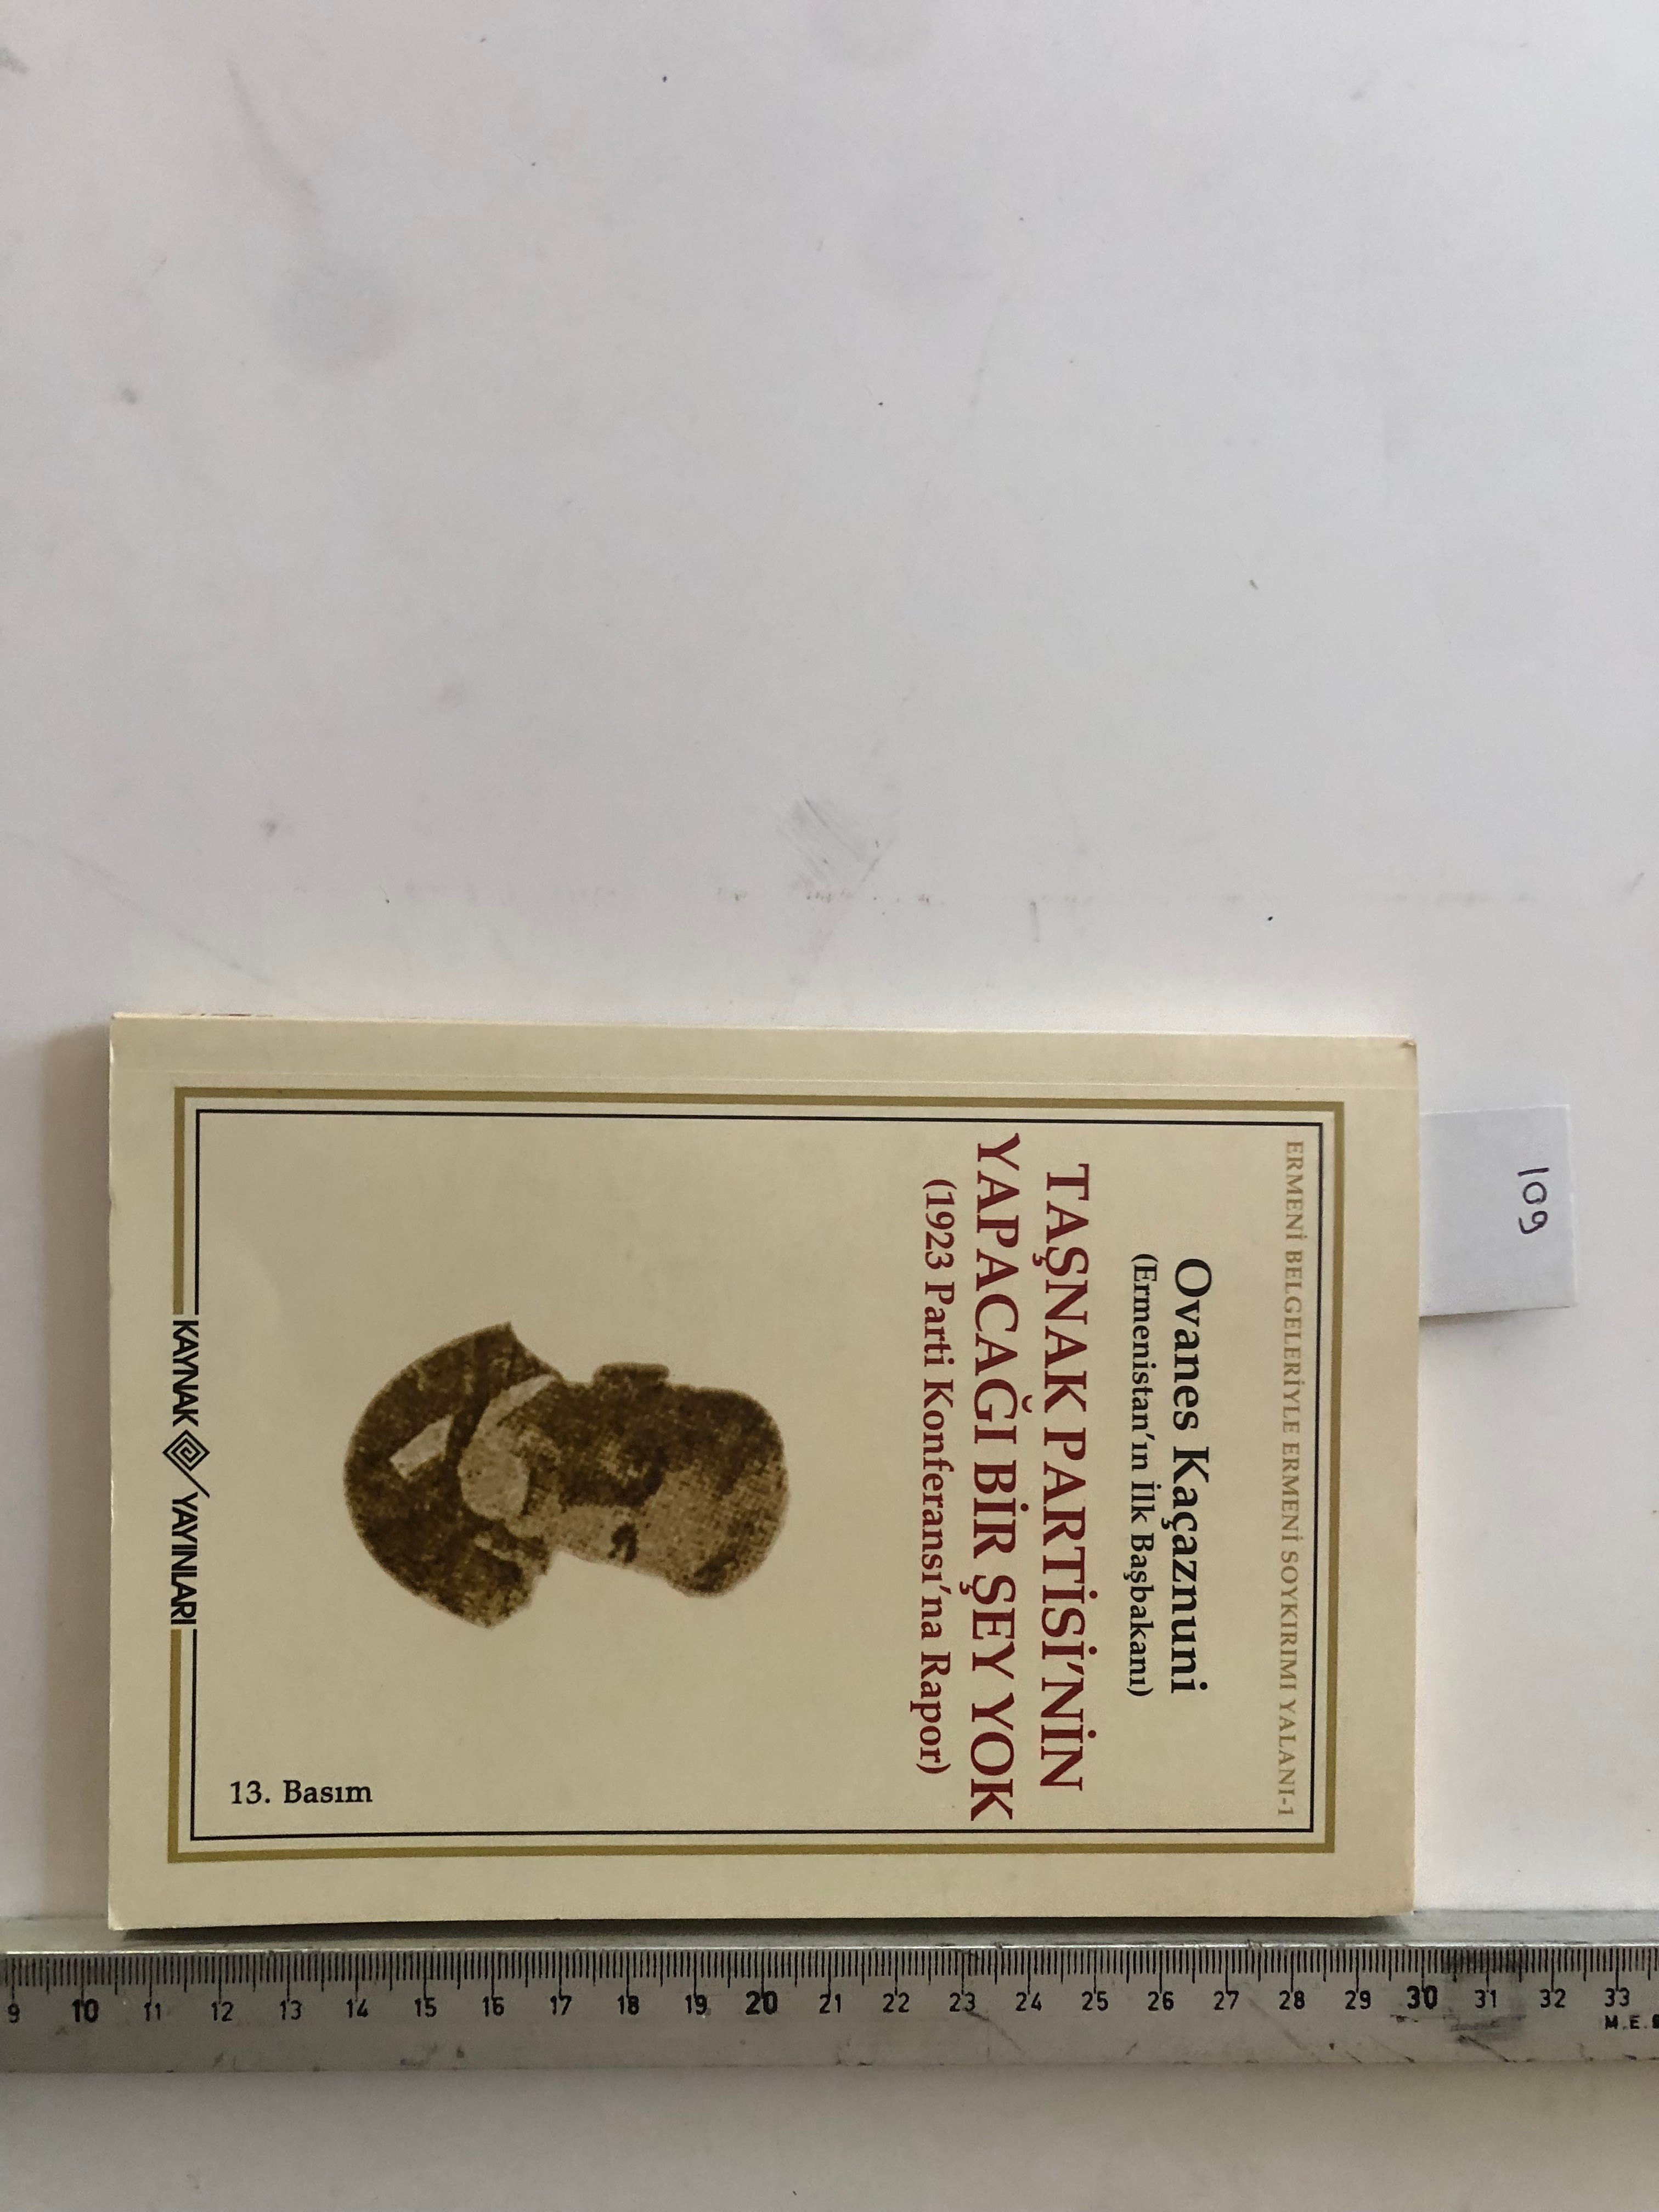 109
ERMENİ BELGELERİYLE ERMENİ SOYKIRIMI YALANI-1
Ovanes Kaçaznuni
(Ermenistan'ın İlk Başbakanı)
TAŞNAK PARTİSİ'NİN
YAPACAĞI BİR ŞEY YOK
(1923 Parti Konferansı'na Rapor)
13. Basım
KAYNAK YAYINLARI
9 10 11 12 13 14 15 16 17 18 19 20 21 22 23 24 25 26 27 28 29 30 31 32 33
M.E.